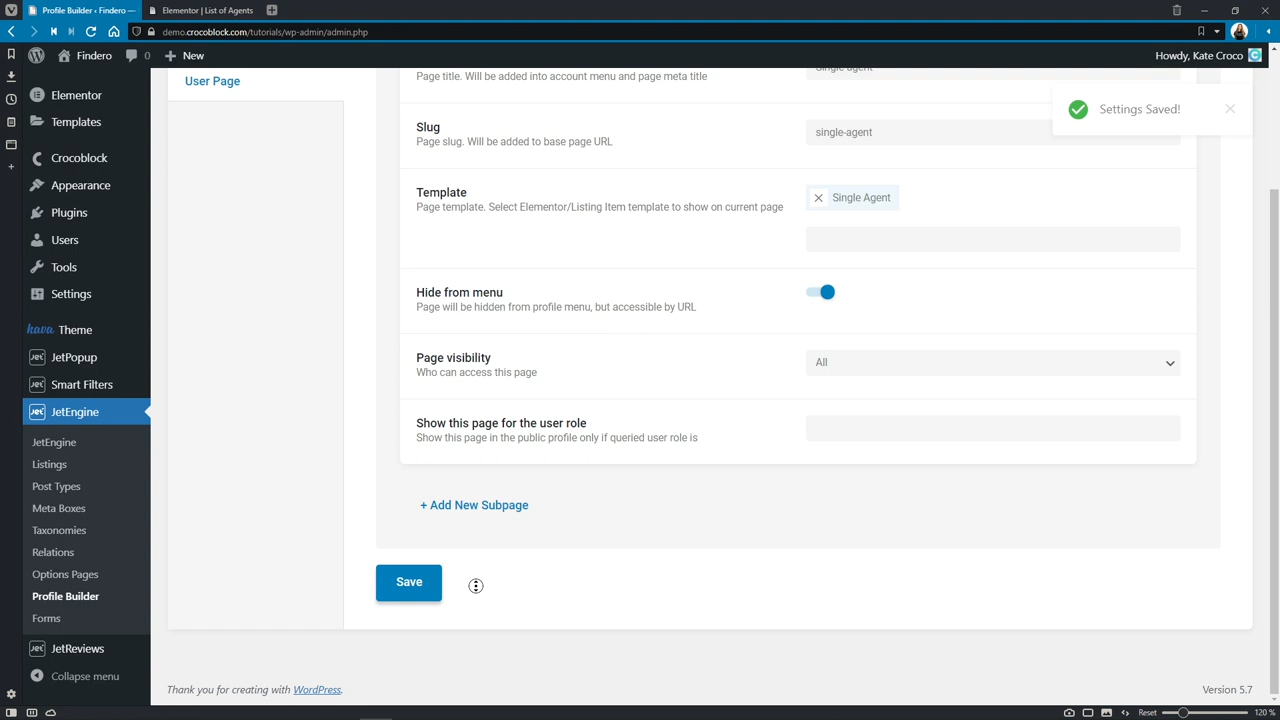 Profile Builder ‹ Findero —
Elementor | List of Agents
demo.crocoblock.com/tutorials/wp-admin/admin.php
Findero
0
New
Howdy, Kate Croco
Elementor
Templates
Crocoblock
Appearance
Plugins
Users
Tools
Settings
kava Theme
JetPopup
Smart Filters
JetEngine
JetEngine
Listings
Post Types
Meta Boxes
Taxonomies
Relations
Options Pages
Profile Builder
Forms
JetReviews
Collapse menu
User Page
Page title. Will be added into account menu and page meta title
Single agent
Settings Saved!
Slug
Page slug. Will be added to base page URL
single-agent
Template
Page template. Select Elementor/Listing Item template to show on current page
Single Agent
Hide from menu
Page will be hidden from profile menu, but accessible by URL
Page visibility
Who can access this page
All
Show this page for the user role
Show this page in the public profile only if queried user role is
+ Add New Subpage
Save
Thank you for creating with WordPress.
Version 5.7
Reset
120 %